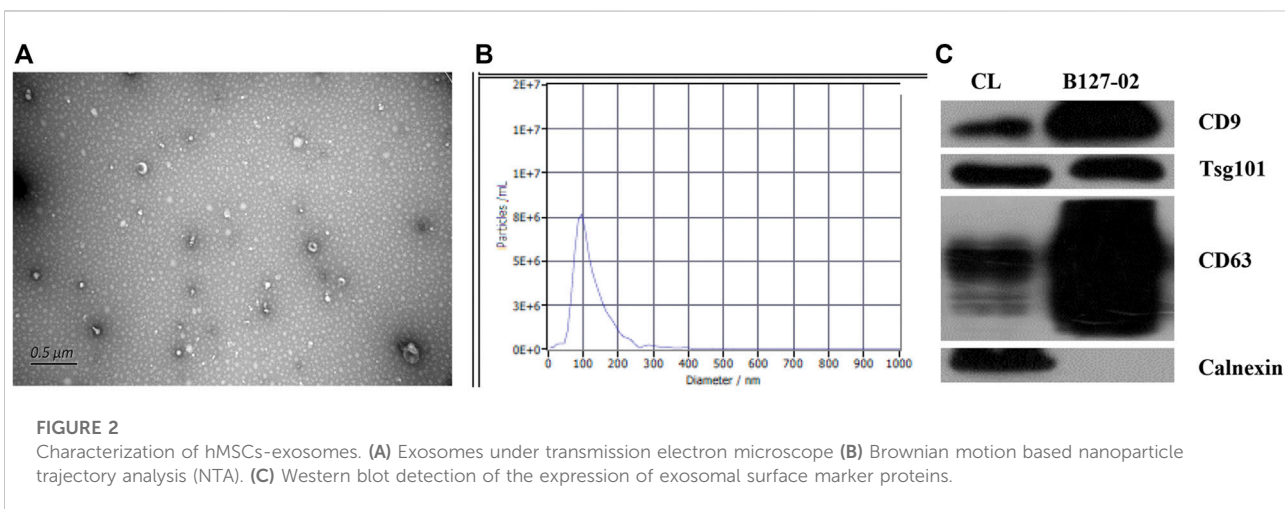 A
B
C
0.5 μm
2E+7
1E+7
1E+7
8E+6
5E+6
3E+6
0E+0
Particles /mL
0 100 200 300 400 500 600 700 800 900 1000
Diameter / nm
CL B127-02
CD9
Tsg101
CD63
Calnexin
FIGURE 2
Characterization of hMSCs-exosomes. (A) Exosomes under transmission electron microscope (B) Brownian motion based nanoparticle
trajectory analysis (NTA). (C) Western blot detection of the expression of exosomal surface marker proteins.